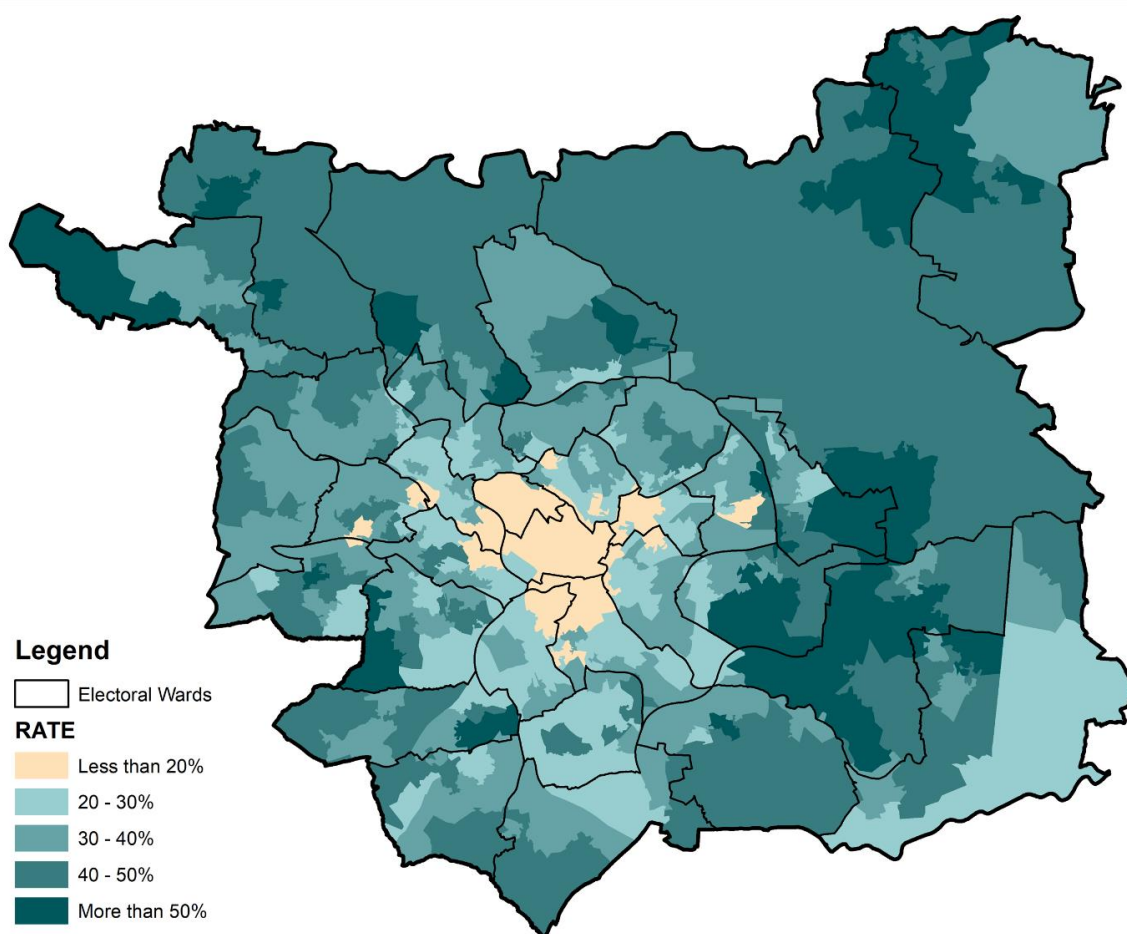 Legend
Electoral Wards
RATE
Less than 20%
20 - 30%
30 - 40%
40 - 50%
More than 50%